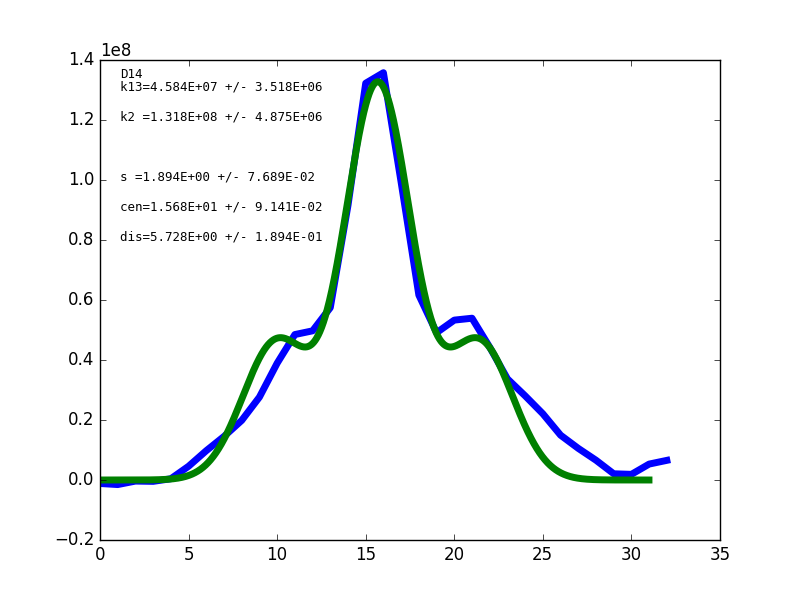 1e8
1.4
D14
k13=4.584E+07 +/- 3.518E+06
1.2
k2 =1.318E+08 +/- 4.875E+06
1.0
s =1.894E+00 +/- 7.689E-02
cen=1.568E+01 +/- 9.141E-02
0.8
dis=5.728E+00 +/- 1.894E-01
0.6
0.4
0.2
0.0
−0.2
0 5 10 15 20 25 30 35